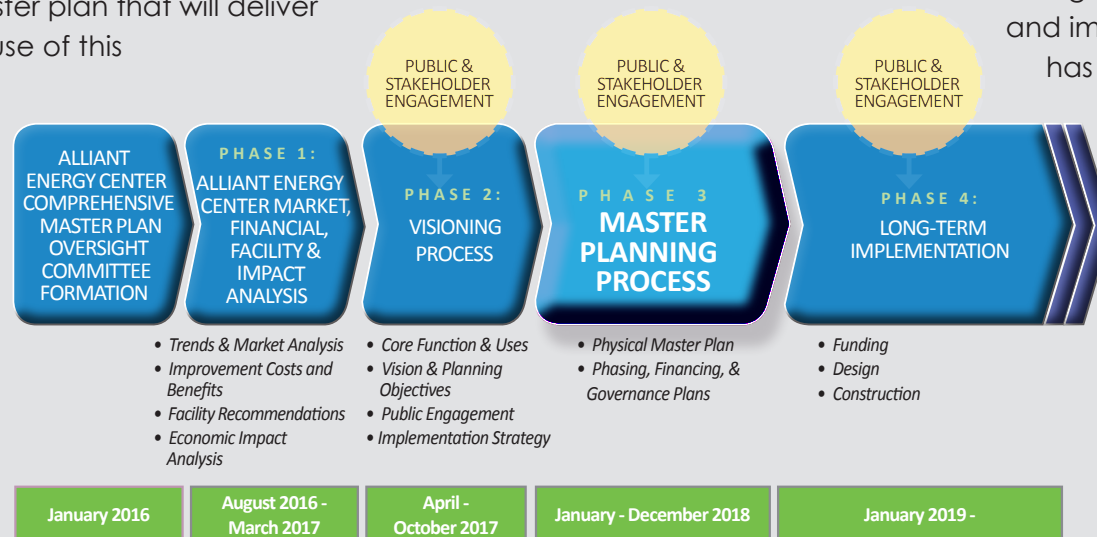 ster plan that will deliver
use of this
and im
has
PUBLIC &
STAKEHOLDER
ENGAGEMENT
PUBLIC &
STAKEHOLDER
ENGAGEMENT
PUBLIC &
STAKEHOLDER
ENGAGEMENT
ALLIANT
ENERGY CENTER
COMPREHENSIVE
MASTER PLAN
OVERSIGHT
COMMITTEE
FORMATION
PHASE 1:
ALLIANT ENERGY
CENTER MARKET,
FINANCIAL,
FACILITY &
IMPACT
ANALYSIS
PHASE 2:
VISIONING
PROCESS
PHASE 3
MASTER
PLANNING
PROCESS
PHASE 4:
LONG-TERM
IMPLEMENTATION
• Trends & Market Analysis
• Improvement Costs and
Benefits
• Facility Recommendations
• Economic Impact
Analysis
• Core Function & Uses
• Vision & Planning
Objectives
• Public Engagement
• Implementation Strategy
• Physical Master Plan
• Phasing, Financing, &
Governance Plans
• Funding
• Design
• Construction
January 2016
August 2016 -
March 2017
April -
October 2017
January - December 2018
January 2019 -